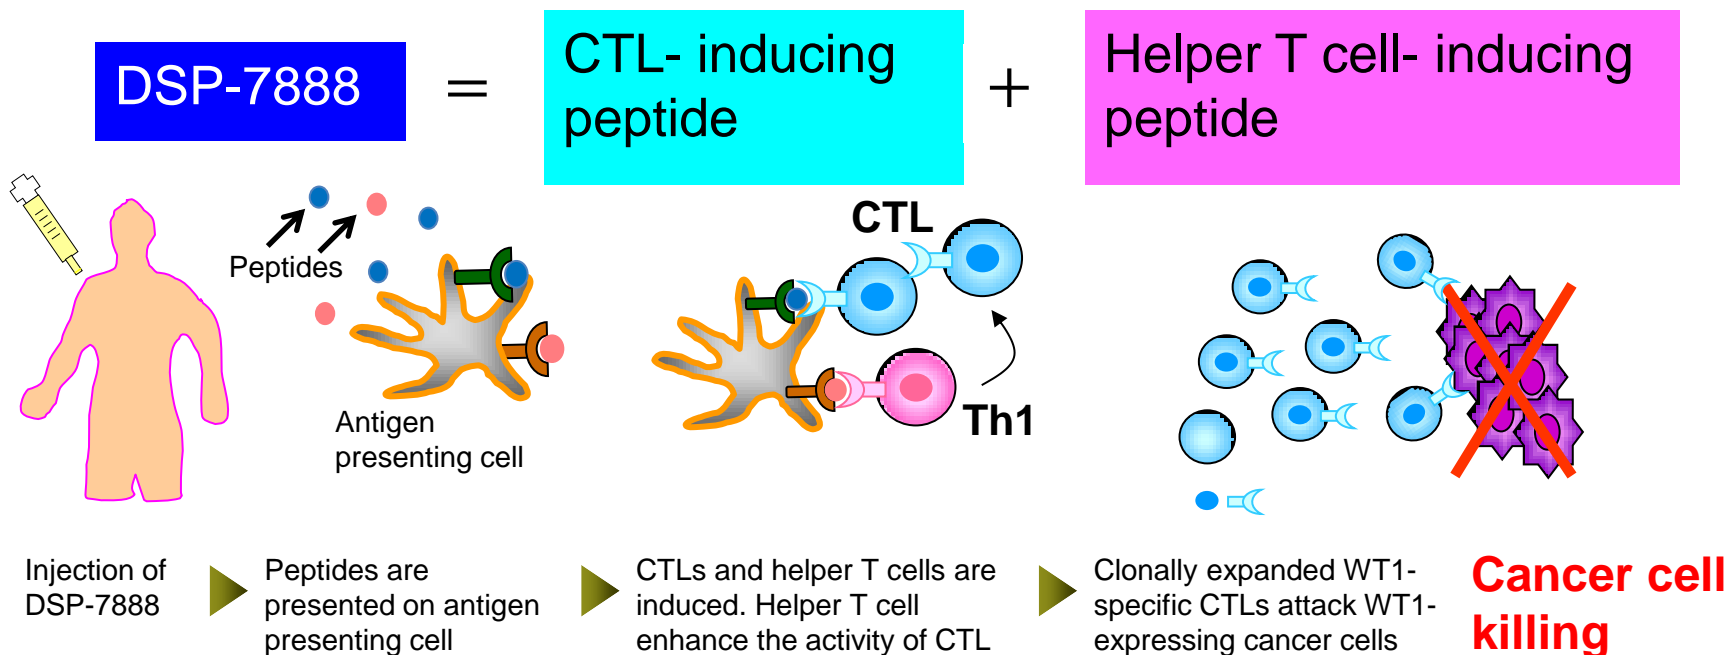 DSP-7888
=
CTL- inducing
peptide
+
Helper T cell- inducing
peptide
Peptides
Antigen
presenting cell
CTL
Th1
Injection of
DSP-7888
Peptides are
presented on antigen
presenting cell
CTLs and helper T cells are
induced. Helper T cell
enhance the activity of CTL
Clonally expanded WT1-
specific CTLs attack WT1-
expressing cancer cells
Cancer cell
killing